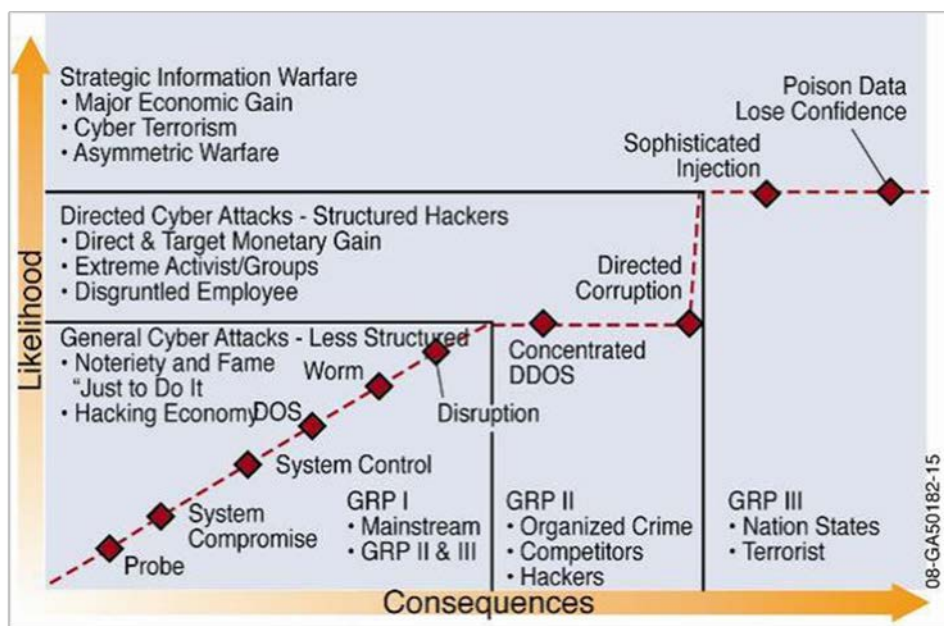 Strategic Information Warfare
• Major Economic Gain
• Cyber Terrorism
• Asymmetric Warfare
Poison Data
Lose Confidence
Sophisticated
Injection
Directed Cyber Attacks - Structured Hackers
• Direct & Target Monetary Gain
• Extreme Activist/Groups
• Disgruntled Employee
Directed
Corruption
General Cyber Attacks - Less Structured
• Noteriety and Fame
"Just to Do It
• Hacking Economy
DOS
Worm
Disruption
Concentrated
DDOS
System Control
System
Compromise
Probe
GRP I
• Mainstream
• GRP II & III
GRP II
• Organized Crime
• Competitors
• Hackers
GRP III
• Nation States
• Terrorist
Likelihood
Consequences
08-GA50182-15